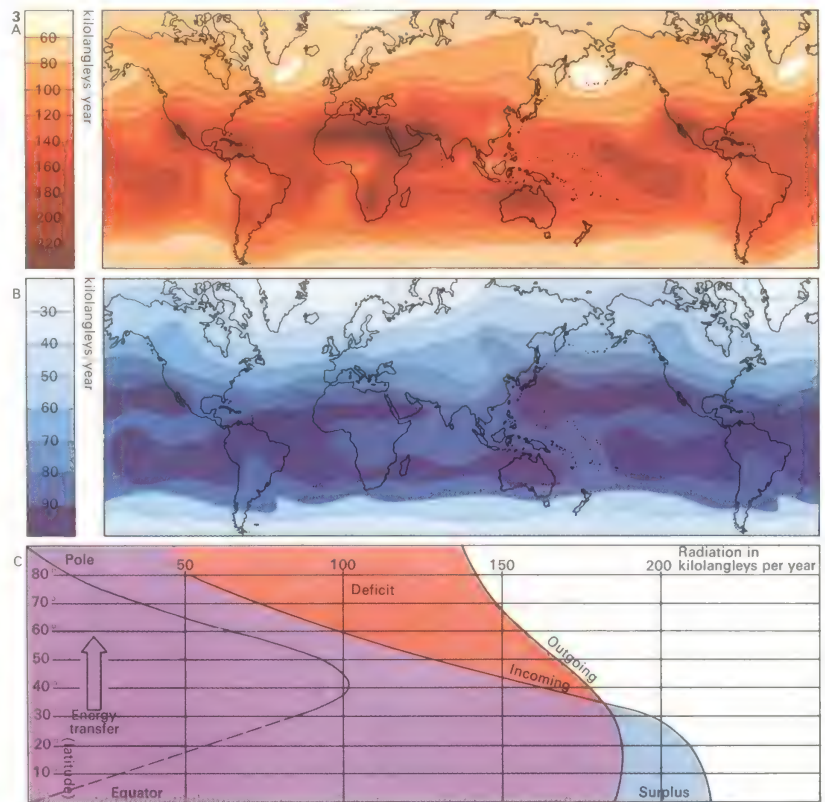 3
A
kilolangleys/year
60
80
100
120
140
160
180
200
220
B
kilolangleys/year
30
40
50
60
70
80
90
C
Pole
50
100
150
200
Radiation in
kilolangleys per year
80°
70°
60°
50
40°
30
20
10
Deficit
Outgoing
Incoming
Energy
transfer
(latitude)
Equator
Surplus